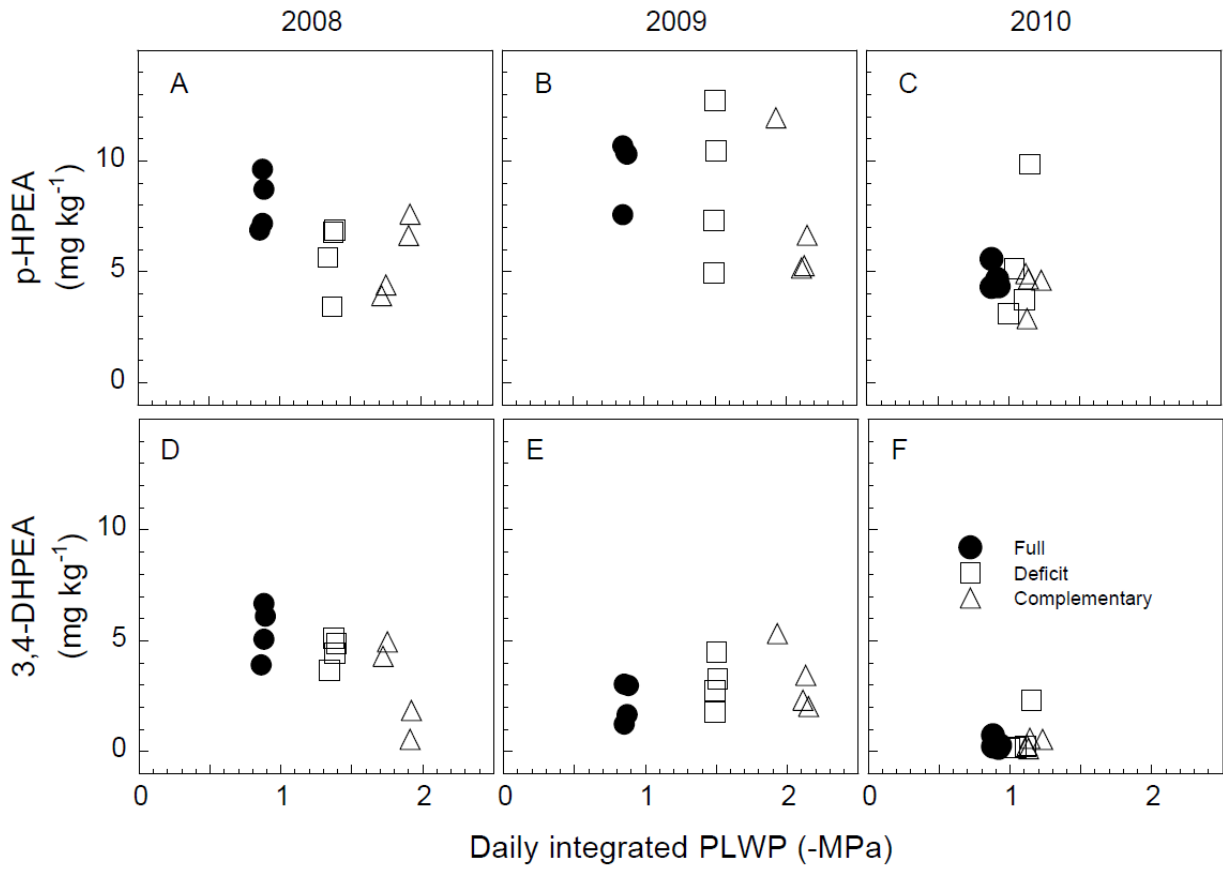 2008 2009 2010
A B C
p-HPEA
(mg kg-1)
10
5
0
D E F
3,4-DHPEA
(mg kg-1)
10
5
0
Full
Deficit
Complementary
0 1 2 0 1 2 0 1 2
Daily integrated PLWP (-MPa)